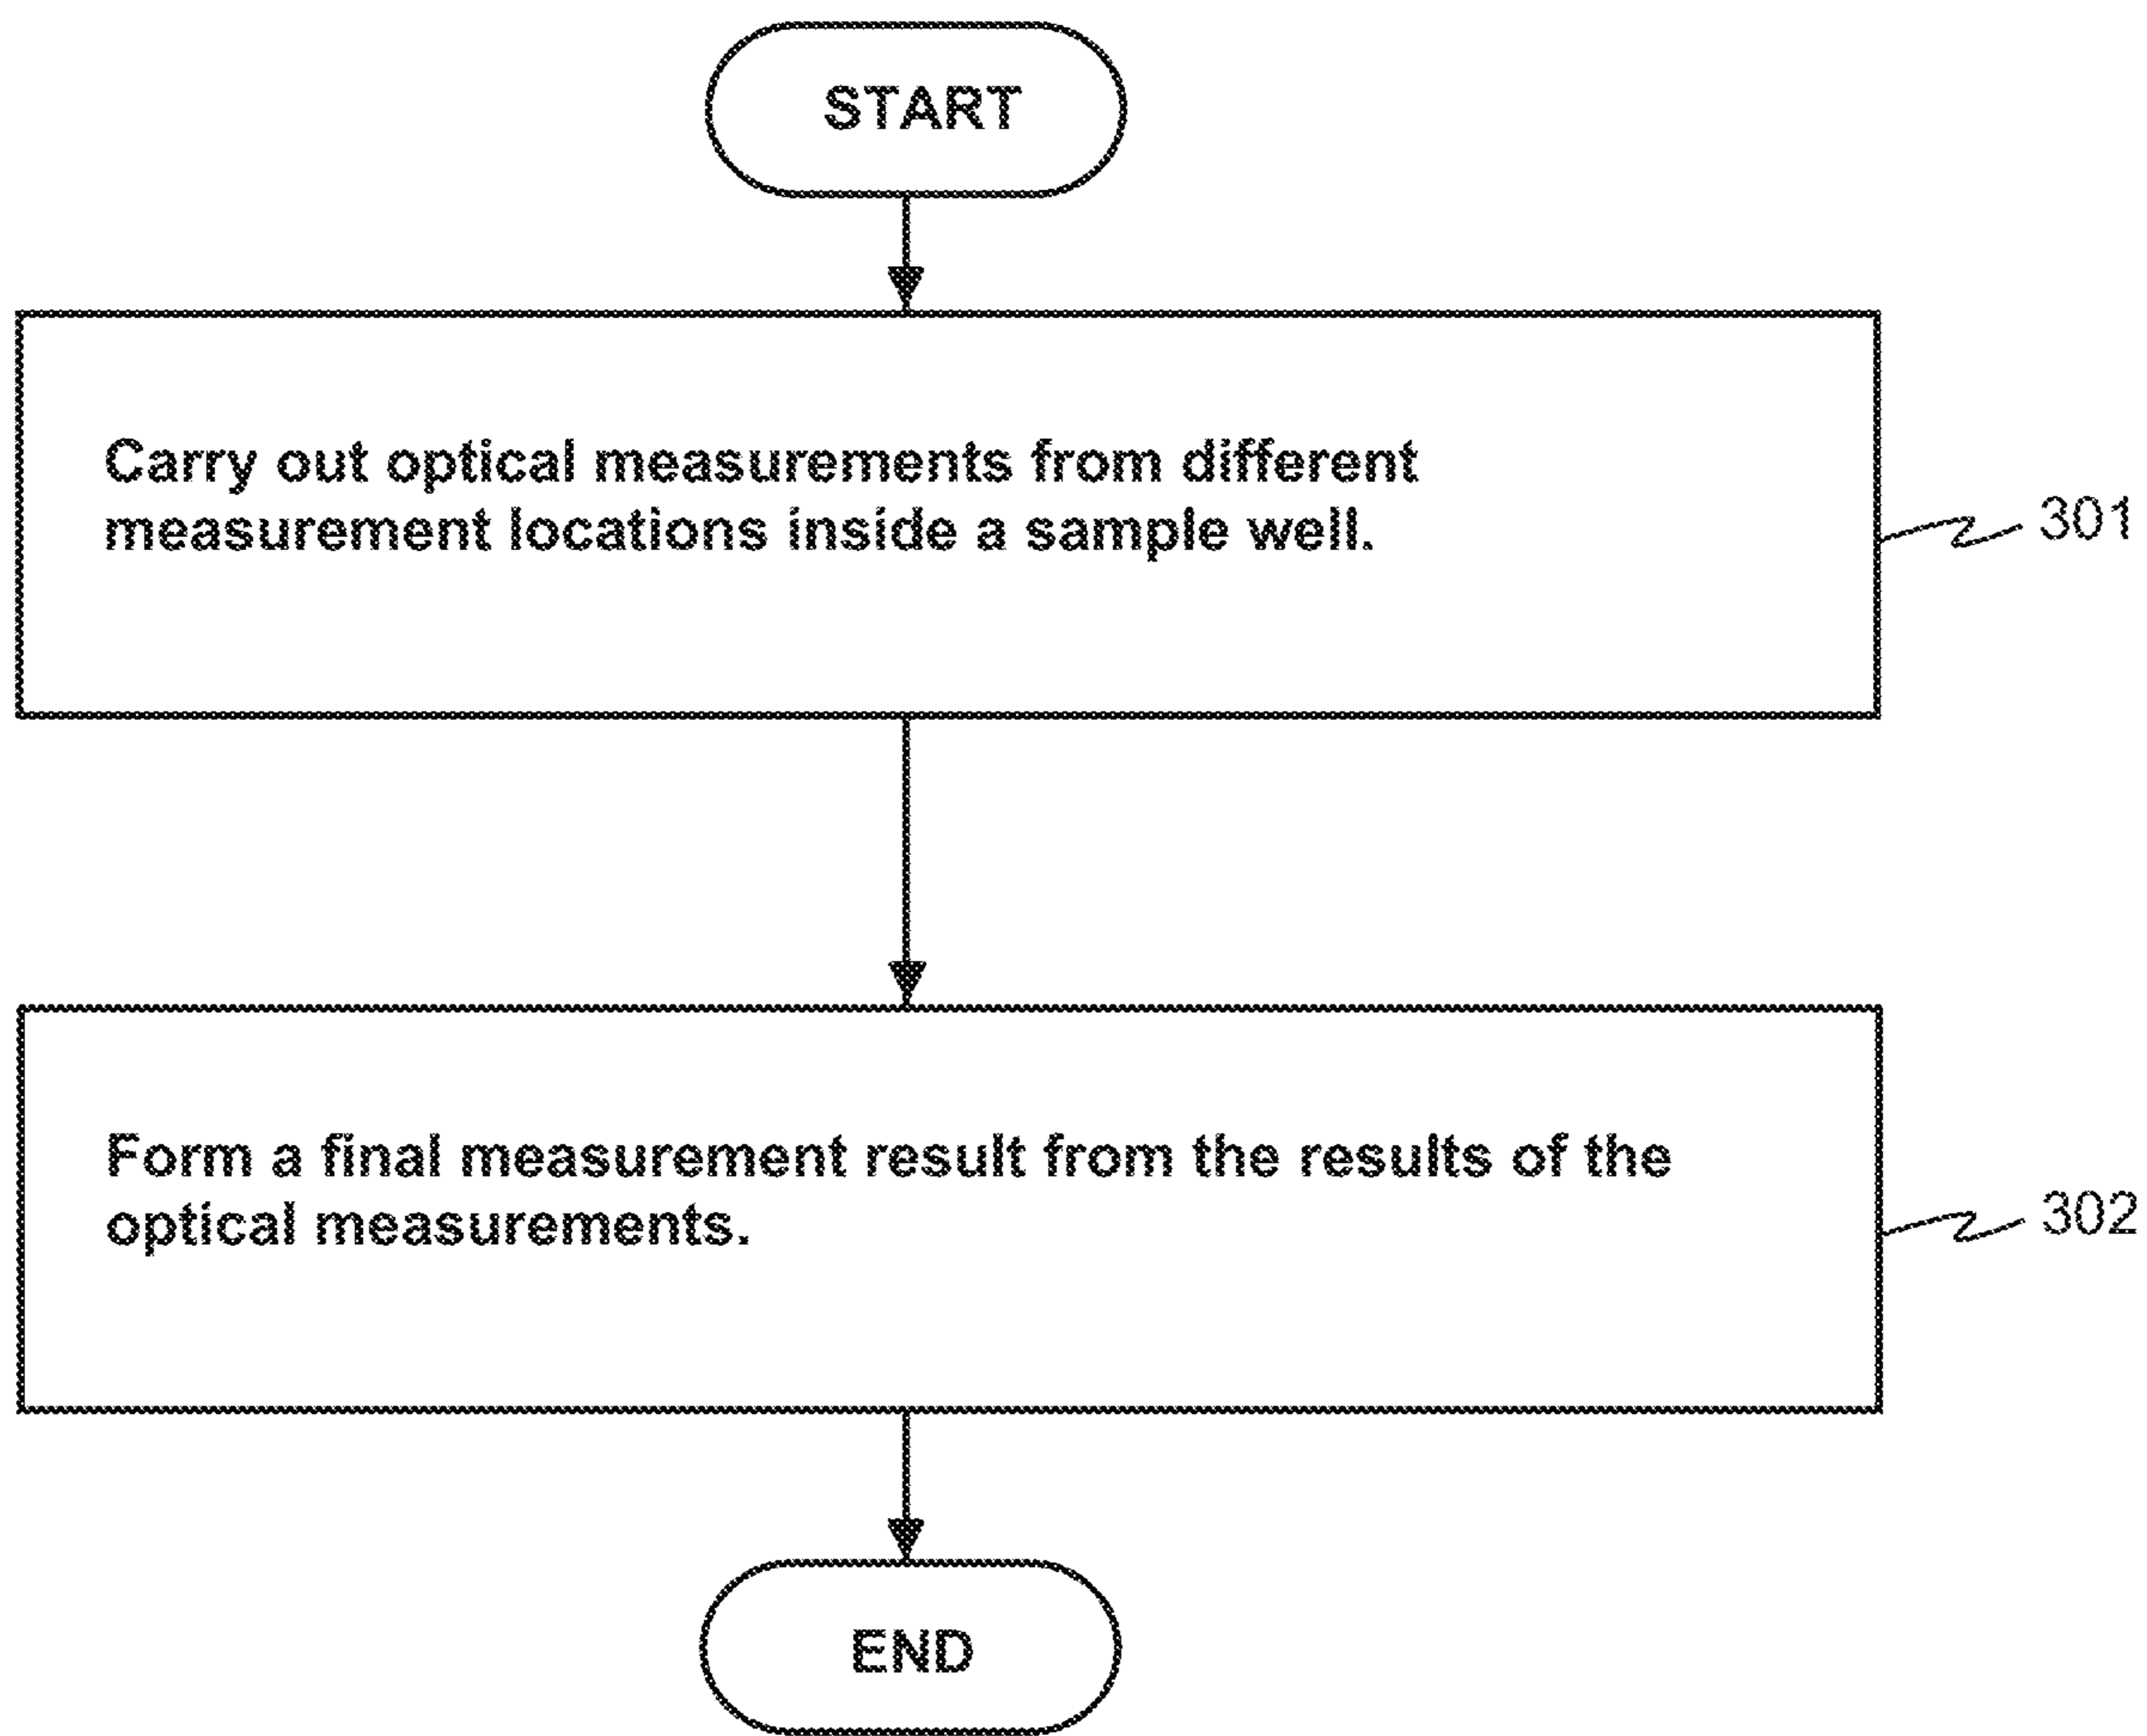 START
Carry out optical measurements from different
measurement locations inside a sample well.
301
Form a final measurement result from the results of the
optical measurements.
302
END